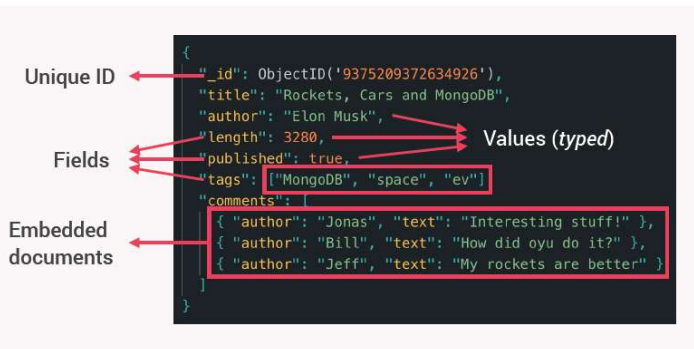 {
Unique ID
"_id": ObjectID('9375209372634926'),
"title": "Rockets, Cars and MongoDB",
"author": "Elon Musk",
"length": 3280,
Values (typed)
"published": true,
Fields
"tags": ["MongoDB", "space", "ev"]
"comments": [
Embedded
documents
{ "author": "Jonas", "text": "Interesting stuff!" },
{ "author": "Bill", "text": "How did oyu do it?" },
{ "author": "Jeff", "text": "My rockets are better" }
]
}